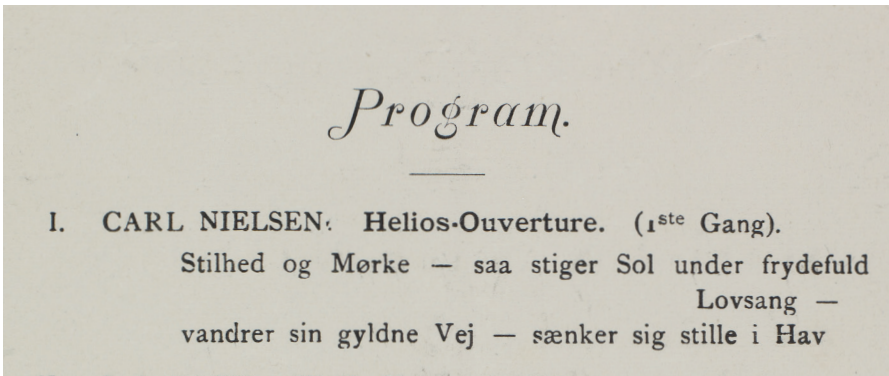 Program.
I. CARL NIELSEN: Helios-Ouverture. (1ste Gang).
Stilhed og Mørke — saa stiger Sol under frydefuld
Lovsang —
vandrer sin gyldne Vej — sænker sig stille i Hav